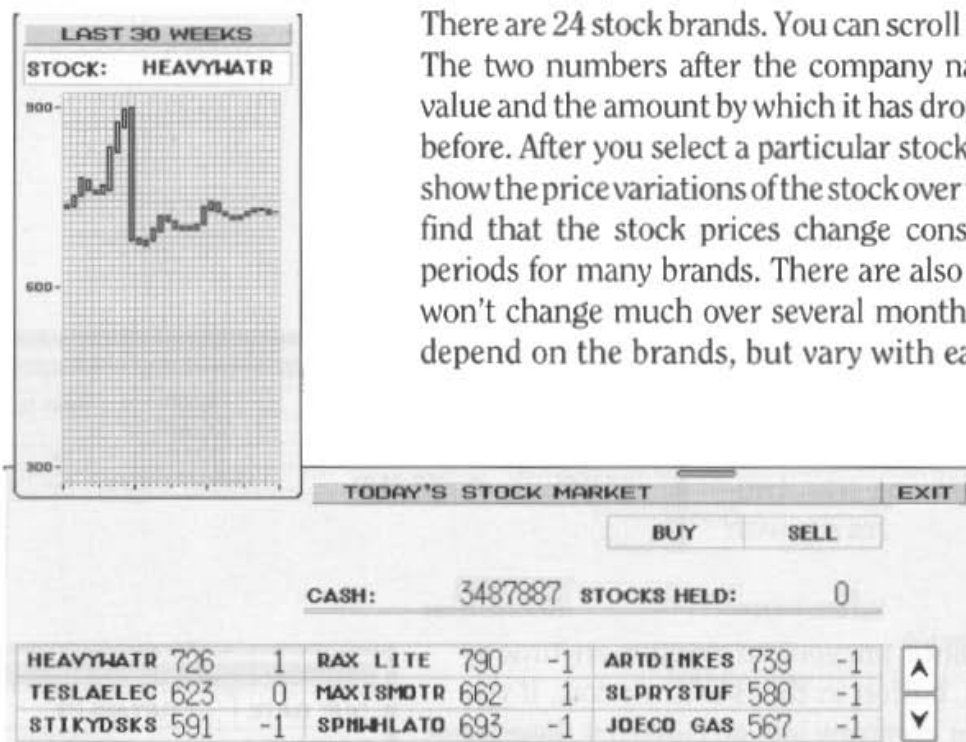 LAST 30 WEEKS
STOCK: HEAVYWATR
900
600
300
There are 24 stock brands. You can scroll
The two numbers after the company na
value and the amount by which it has dro
before. After you select a particular stock
show the price variations of the stock over
find that the stock prices change cons
periods for many brands. There are also
won't change much over several month
depend on the brands, but vary with ea
TODAY'S STOCK MARKET EXIT
BUY SELL
CASH: 3487887 STOCKS HELD: 0
HEAVYWATR 726 1 RAX LITE 790 -1 ARTDINKES 739 -1
TESLAELEC 623 0 MAXISMOTR 662 1 SLPRYSTUF 580 -1
STIKYDSKS 591 -1 SPNWHLATO 693 -1 JOECO GAS 567 -1